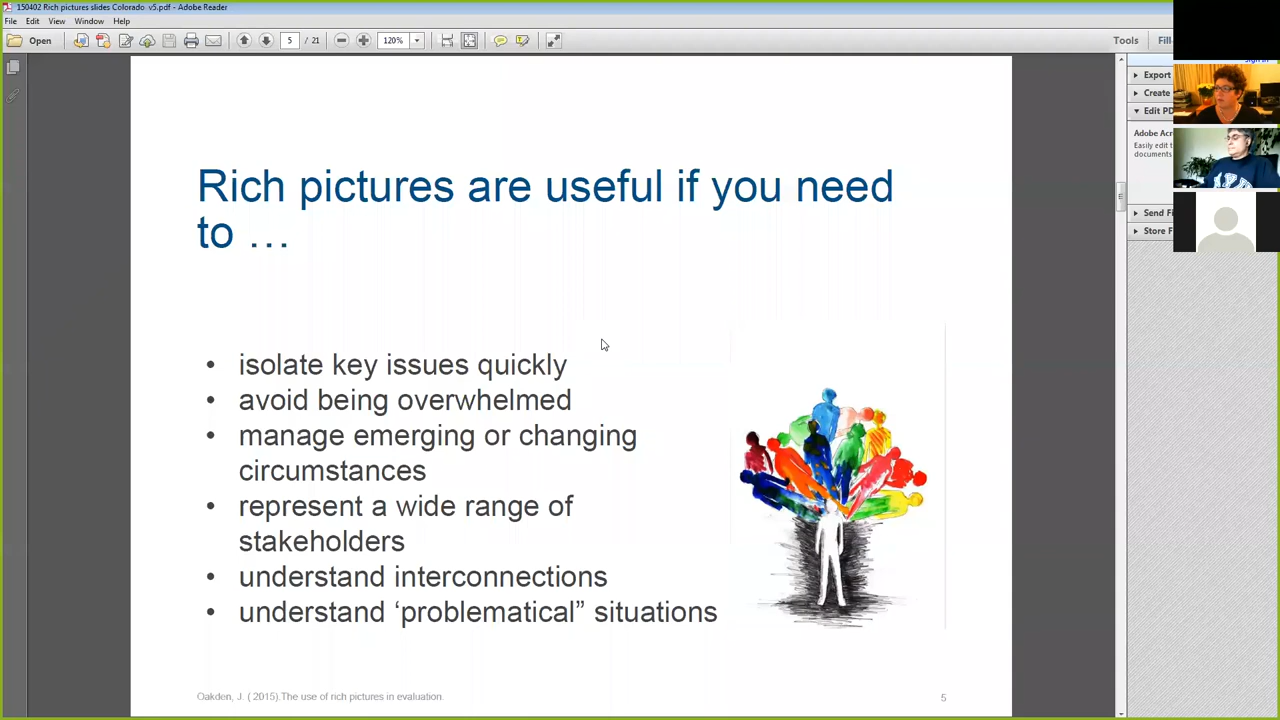 150402 Rich pictures slides Colorado v5.pdf - Adobe Reader
File Edit View Window Help
Open 5 / 21 120% Tools Fill
Sign In
Export
Create
Edit PD
Adobe Acr
Easily edit t
documents
Send Fi
Store F
Rich pictures are useful if you need
to …
• isolate key issues quickly
• avoid being overwhelmed
• manage emerging or changing
circumstances
• represent a wide range of
stakeholders
• understand interconnections
• understand ‘problematical” situations
Oakden, J. ( 2015).The use of rich pictures in evaluation. 5